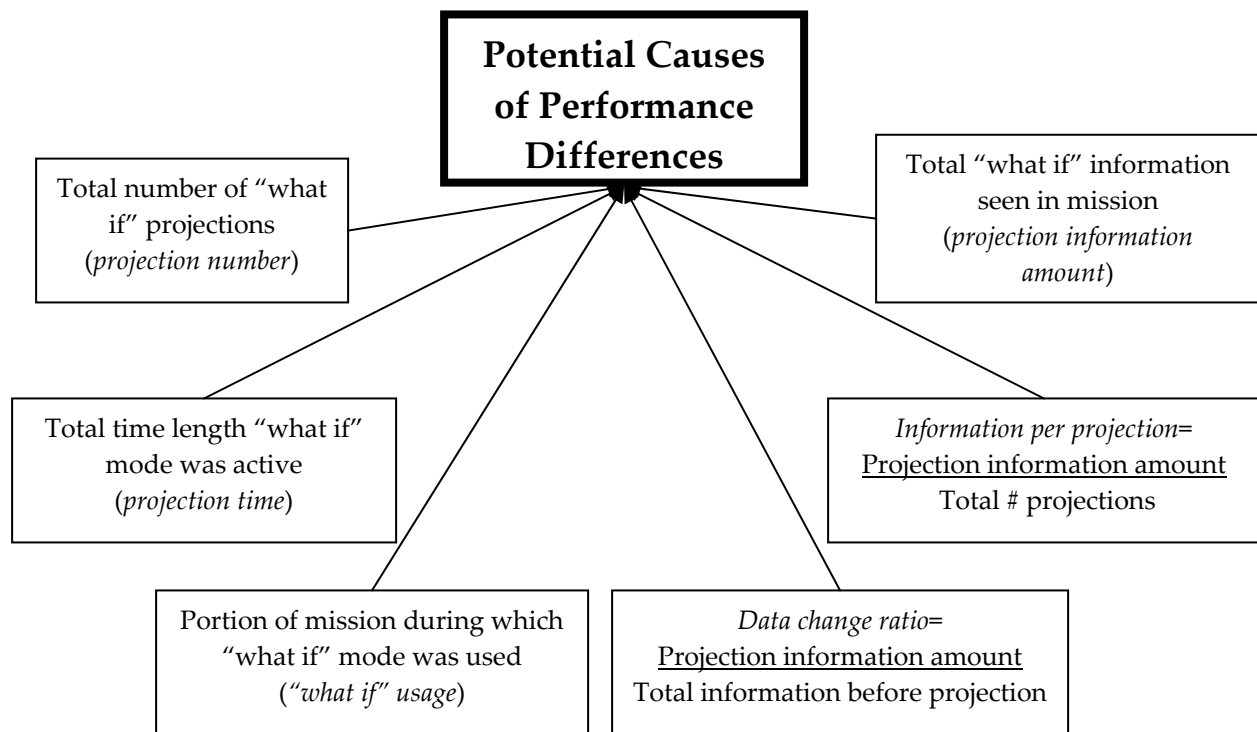 Potential Causes
of Performance
Differences
Total number of “what
if” projections
(projection number)
Total “what if” information
seen in mission
(projection information
amount)
Total time length “what if”
mode was active
(projection time)
Information per projection=
Projection information amount
Total # projections
Portion of mission during which
“what if” mode was used
(“what if” usage)
Data change ratio=
Projection information amount
Total information before projection